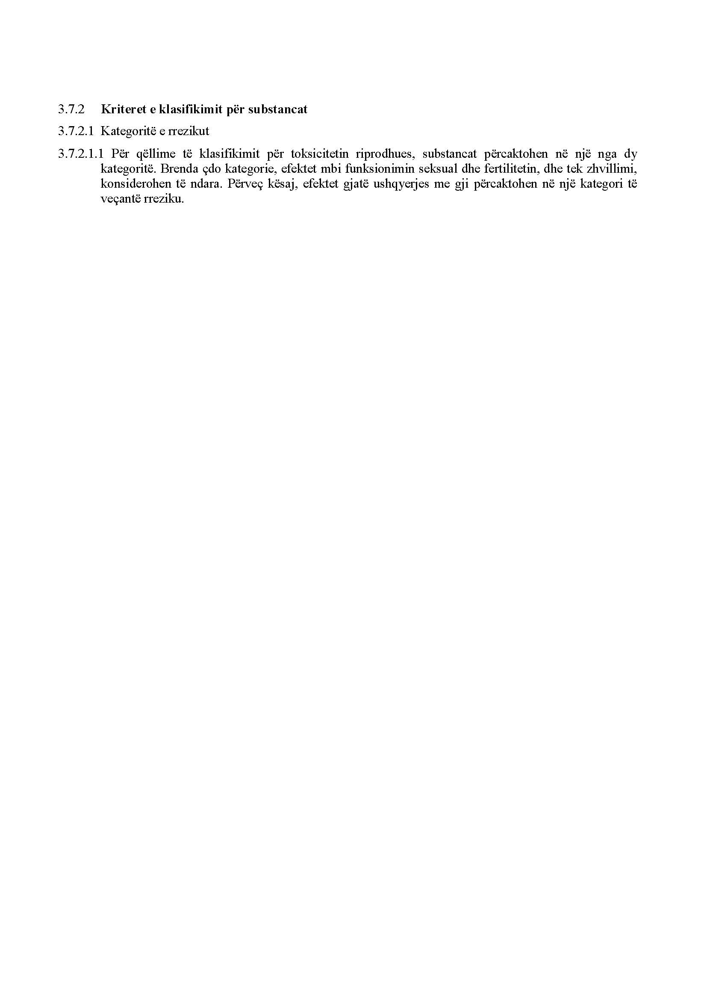 3.7.2 Kriteret e klasifikimit për substancat
3.7.2.1 Kategoritë e rrezikut
3.7.2.1.1 Për qëllime të klasifikimit për toksicitetin riprodhues, substancat përcaktohen në një nga dy
kategoritë. Brenda çdo kategorie, efektet mbi funksionimin seksual dhe fertilitetin, dhe tek zhvillimi,
konsiderohen të ndara. Përveç kësaj, efektet gjatë ushqyerjes me gji përcaktohen në një kategori të
veçantë rreziku.